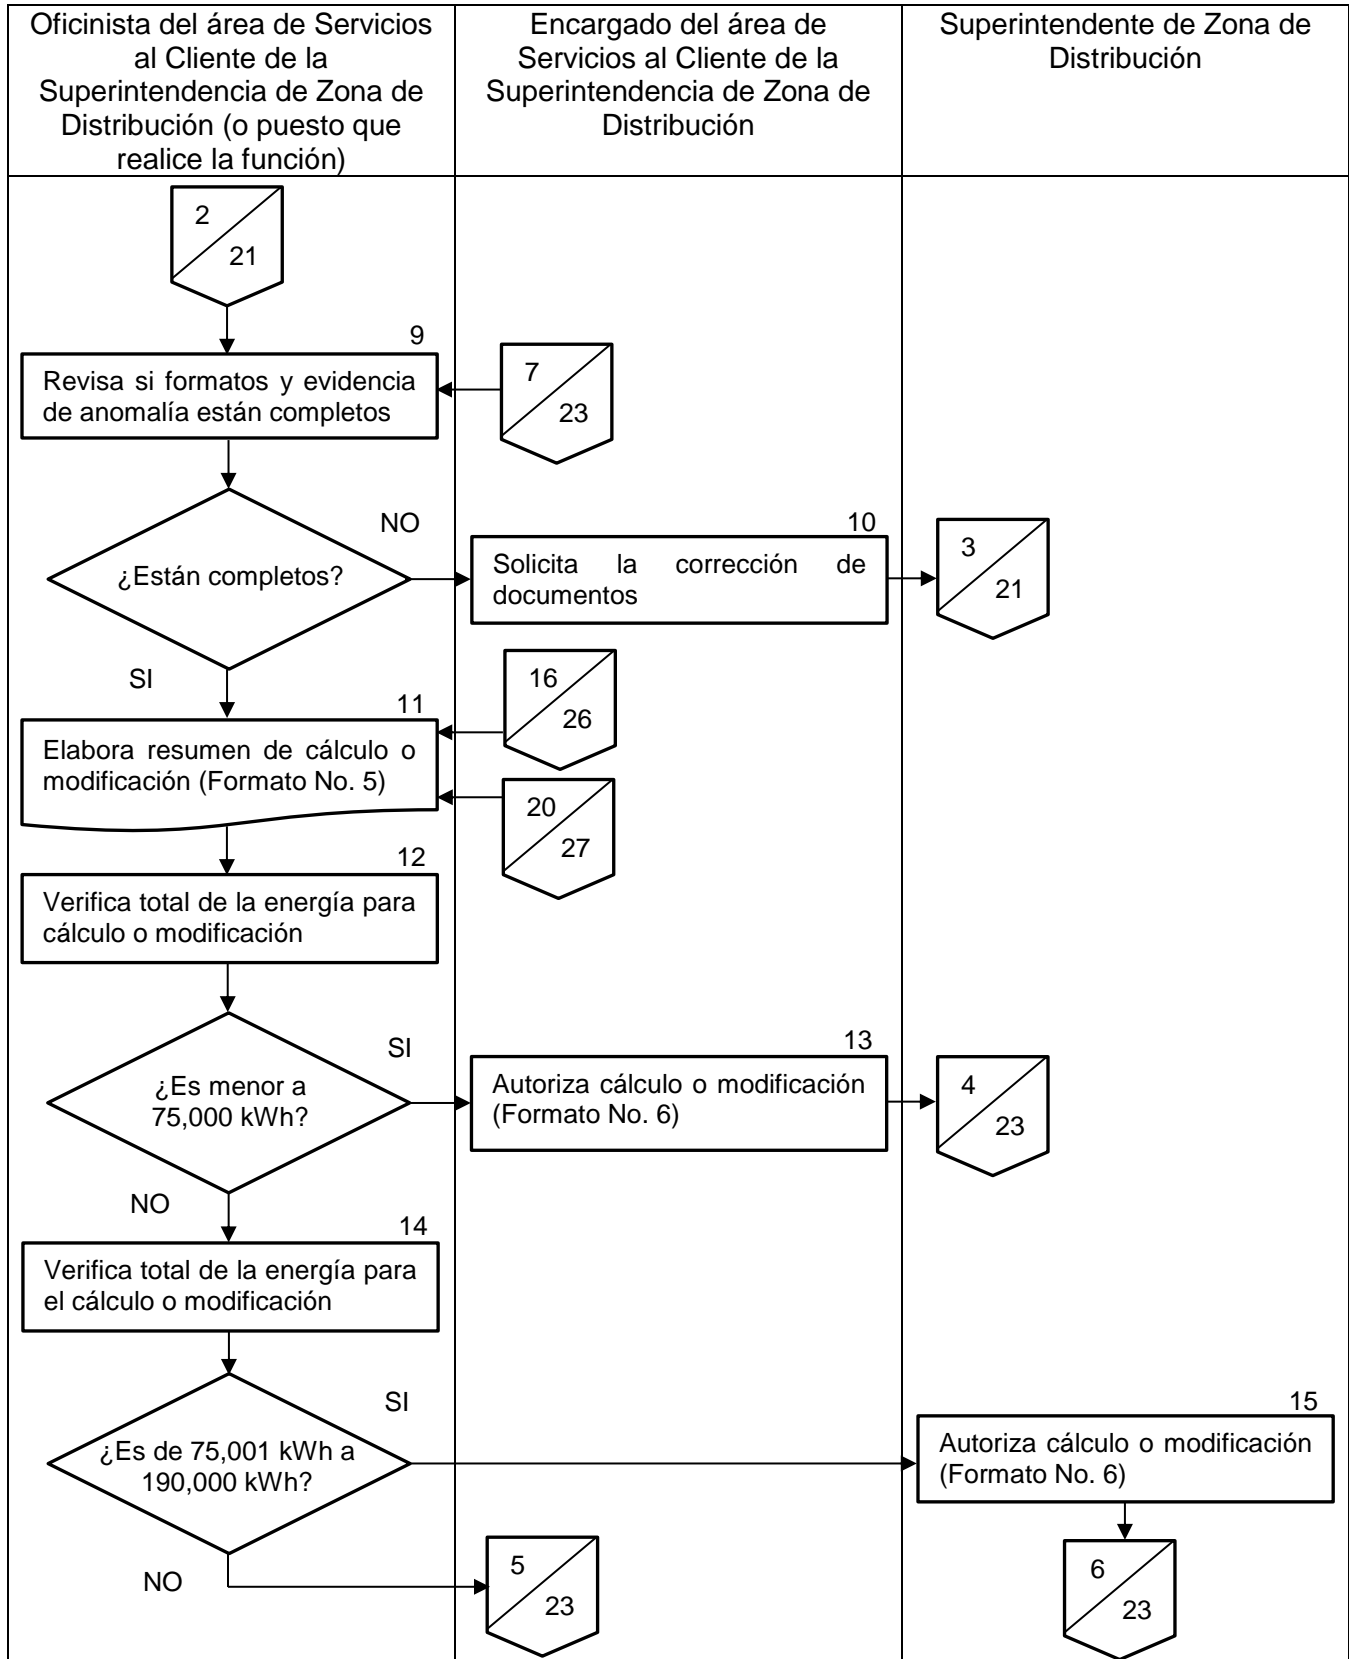 Oficinista del área de Servicios
al Cliente de la
Superintendencia de Zona de
Distribución (o puesto que
realice la función)
Encargado del área de
Servicios al Cliente de la
Superintendencia de Zona de
Distribución
Superintendente de Zona de
Distribución
2
21
9
Revisa si formatos y evidencia
de anomalía están completos
7
23
¿Están completos?
NO
10
Solicita la corrección de
documentos
3
21
SI
11
Elabora resumen de cálculo o
modificación (Formato No. 5)
16
26
20
27
12
Verifica total de la energía para
cálculo o modificación
¿Es menor a
75,000 kWh?
SI
13
Autoriza cálculo o modificación
(Formato No. 6)
4
23
NO
14
Verifica total de la energía para
el cálculo o modificación
¿Es de 75,001 kWh a
190,000 kWh?
SI
15
Autoriza cálculo o modificación
(Formato No. 6)
NO
5
23
6
23